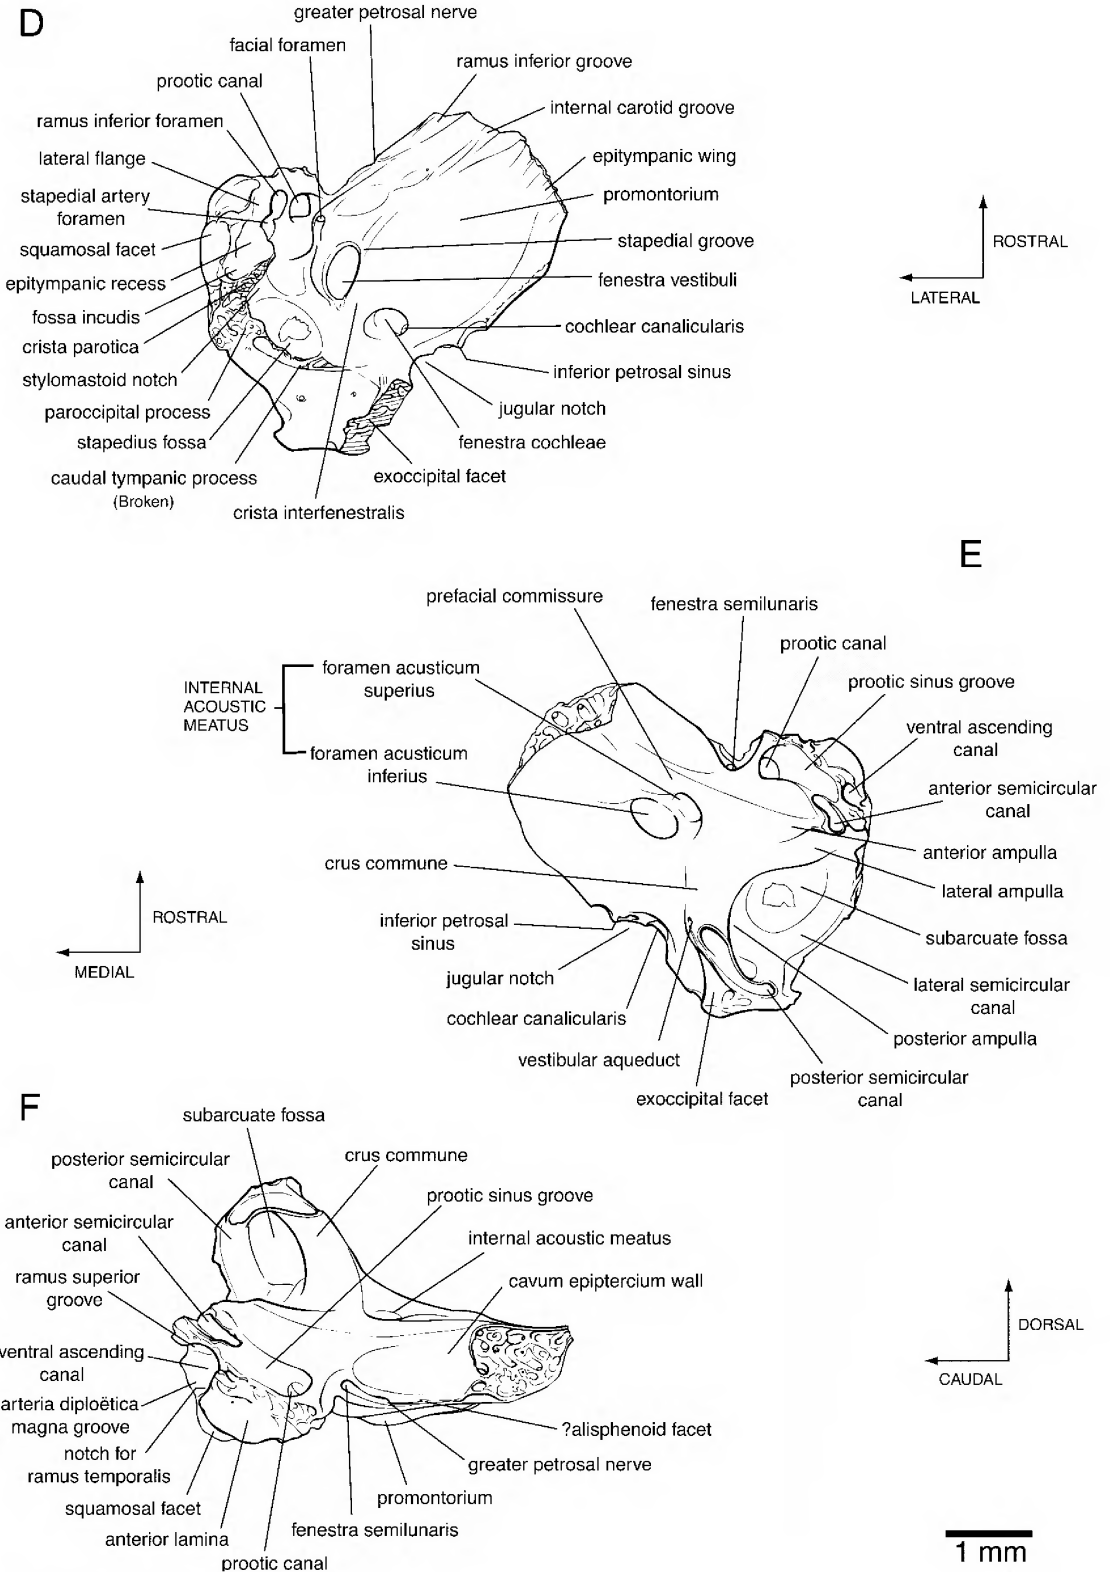 D
greater petrosal nerve
facial foramen
prootic canal
ramus inferior foramen
lateral flange
stapedial artery
foramen
squamosal facet
epitympanic recess
fossa incudis
crista parotica
stylomastoid notch
paroccipital process
stapedius fossa
caudal tympanic process
(Broken)
crista interfenestralis
ramus inferior groove
internal carotid groove
epitympanic wing
promontorium
stapedial groove
fenestra vestibuli
cochlear canalicularis
inferior petrosal sinus
jugular notch
fenestra cochleae
exoccipital facet
ROSTRAL
LATERAL
E
prefacial commissure
fenestra semilunaris
prootic canal
prootic sinus groove
ventral ascending
canal
anterior semicircular
canal
anterior ampulla
lateral ampulla
subarcuate fossa
lateral semicircular
canal
posterior ampulla
posterior semicircular
canal
INTERNAL
ACOUSTIC
MEATUS
foramen acusticum
superius
foramen acusticum
inferius
crus commune
inferior petrosal
sinus
jugular notch
cochlear canalicularis
vestibular aqueduct
exoccipital facet
ROSTRAL
MEDIAL
F
subarcuate fossa
posterior semicircular
canal
anterior semicircular
canal
ramus superior
groove
ventral ascending
canal
arteria diploëtica
magna groove
notch for
ramus temporalis
squamosal facet
anterior lamina
prootic canal
crus commune
prootic sinus groove
internal acoustic meatus
cavum epiptercium wall
?alisphenoid facet
greater petrosal nerve
promontorium
fenestra semilunaris
DORSAL
CAUDAL
1 mm